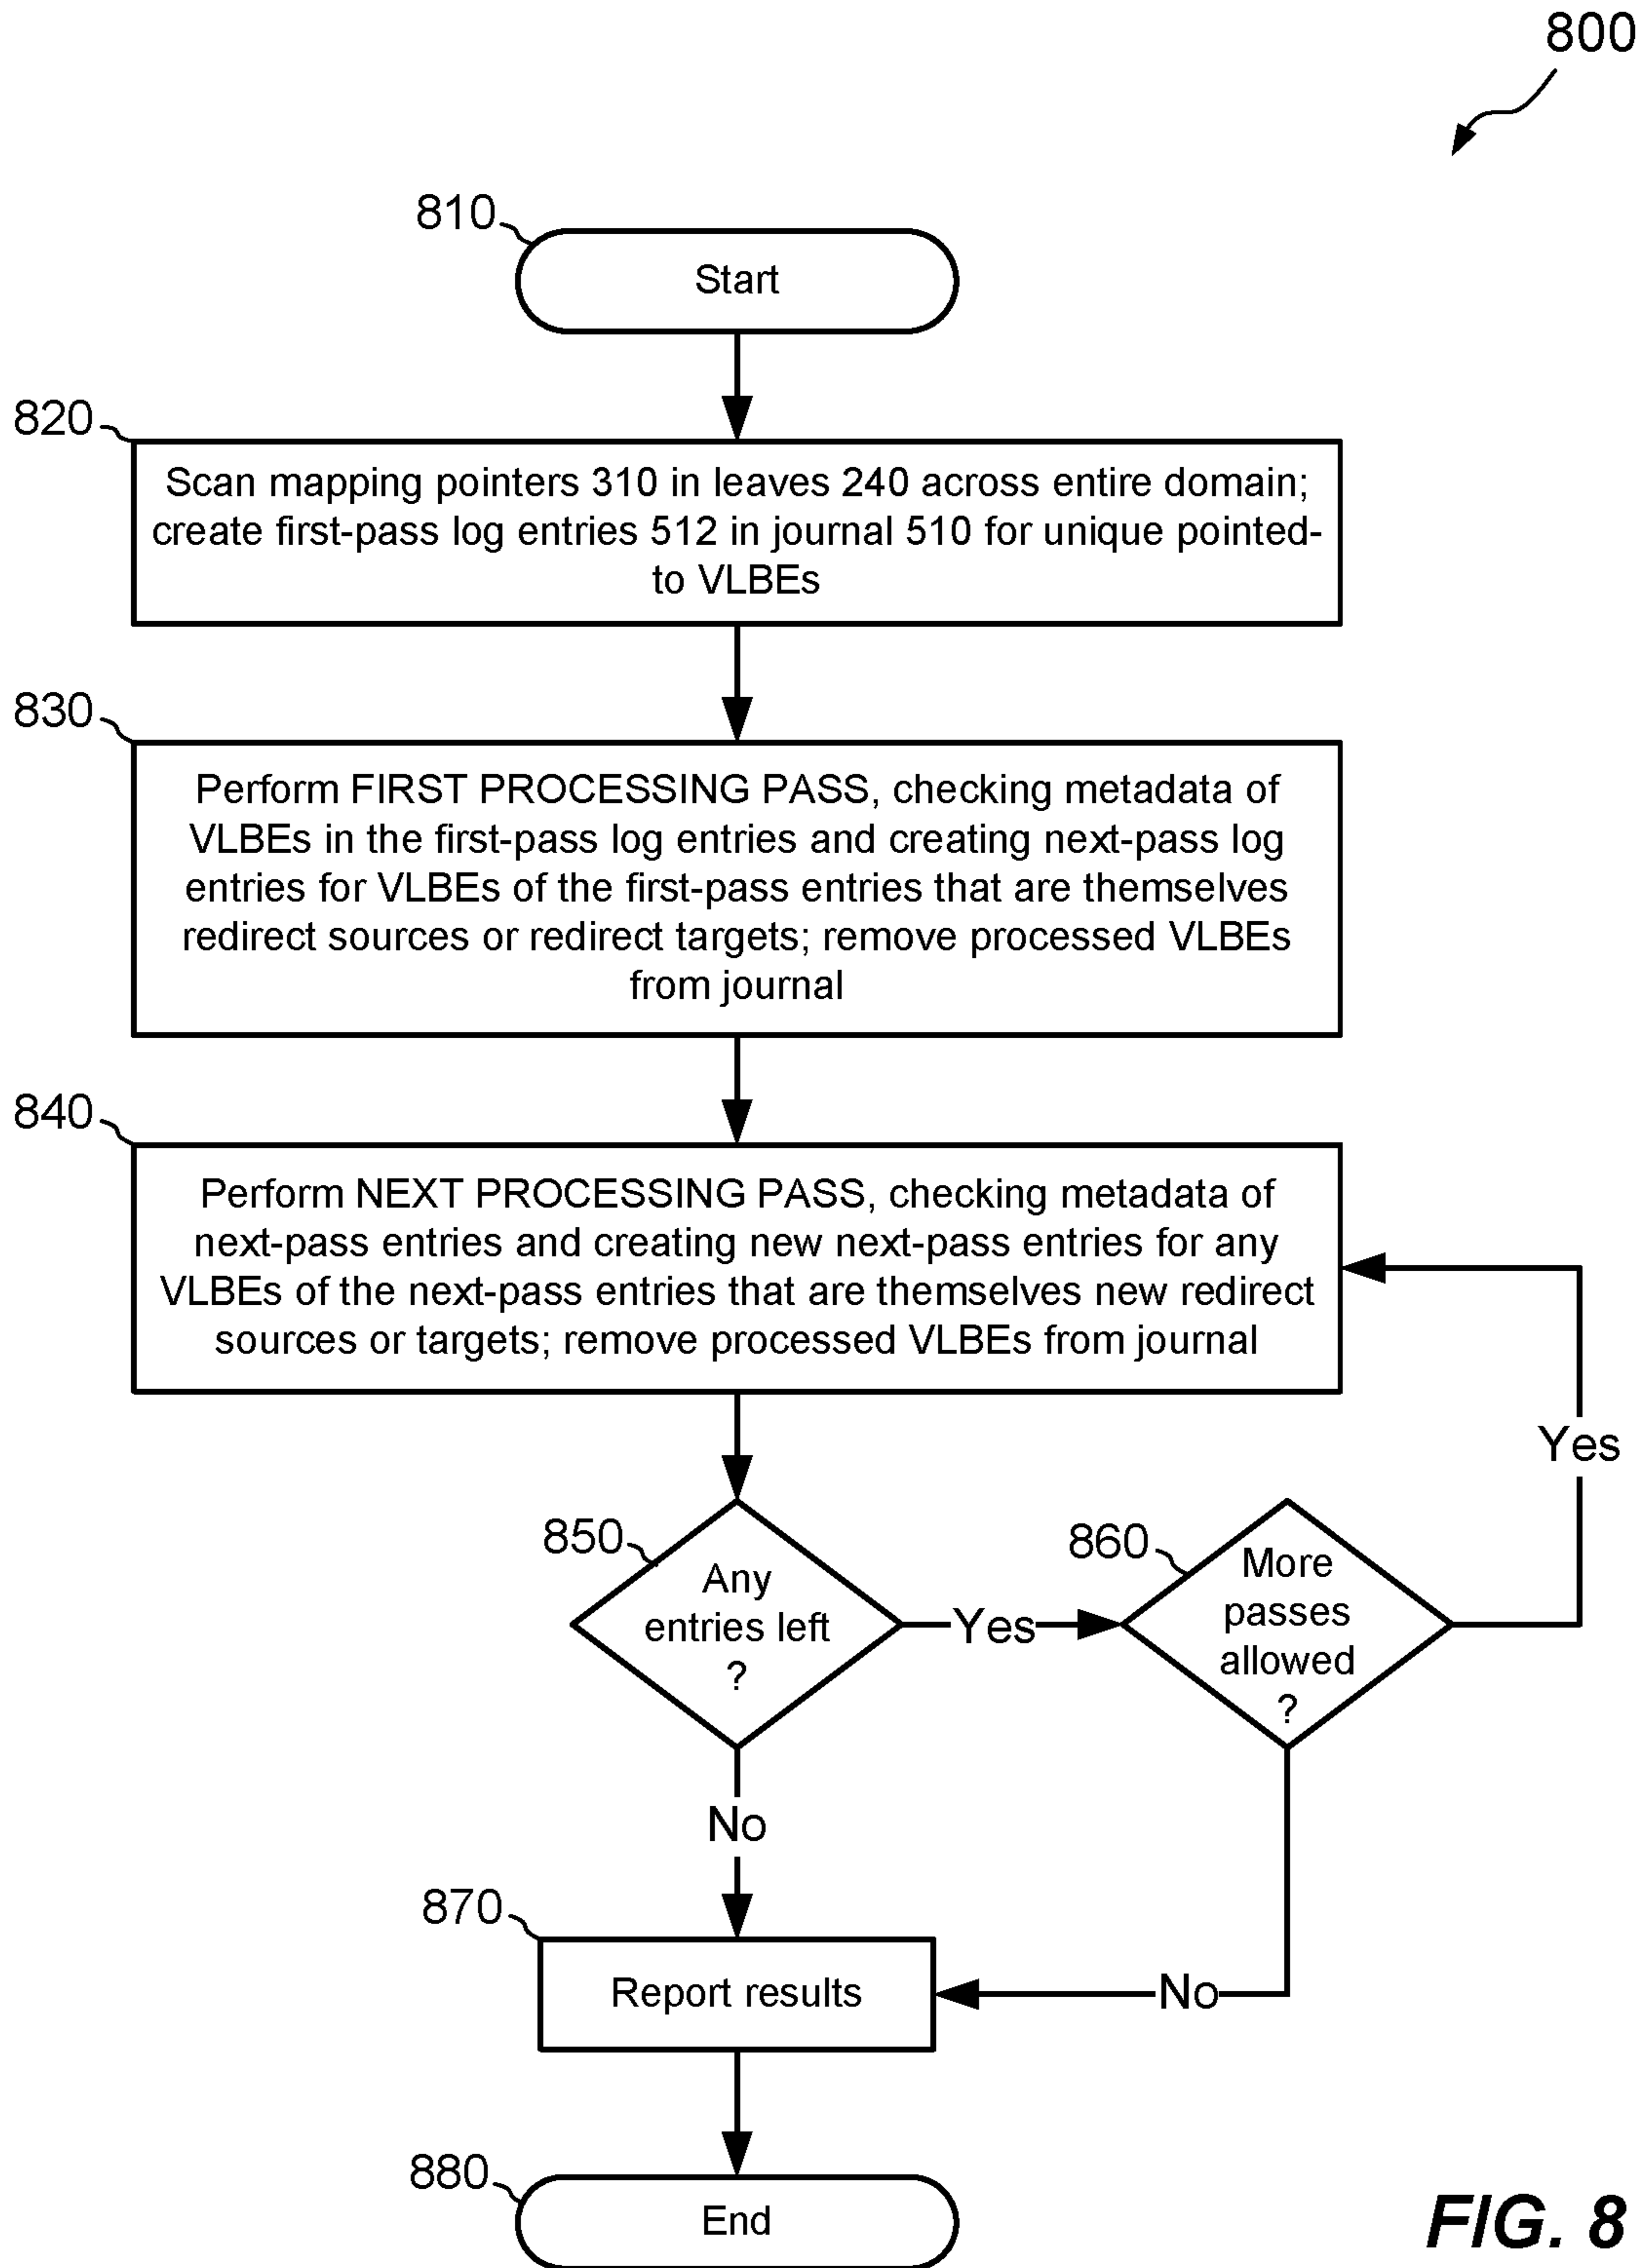 800
810
Start
820
Scan mapping pointers 310 in leaves 240 across entire domain;
create first-pass log entries 512 in journal 510 for unique pointed-
to VLBEs
830
Perform FIRST PROCESSING PASS, checking metadata of
VLBEs in the first-pass log entries and creating next-pass log
entries for VLBEs of the first-pass entries that are themselves
redirect sources or redirect targets; remove processed VLBEs
from journal
840
Perform NEXT PROCESSING PASS, checking metadata of
next-pass entries and creating new next-pass entries for any
VLBEs of the next-pass entries that are themselves new redirect
sources or targets; remove processed VLBEs from journal
Yes
850
Any
entries left
?
Yes
860
More
passes
allowed
?
No
870
Report results
No
880
End
FIG. 8